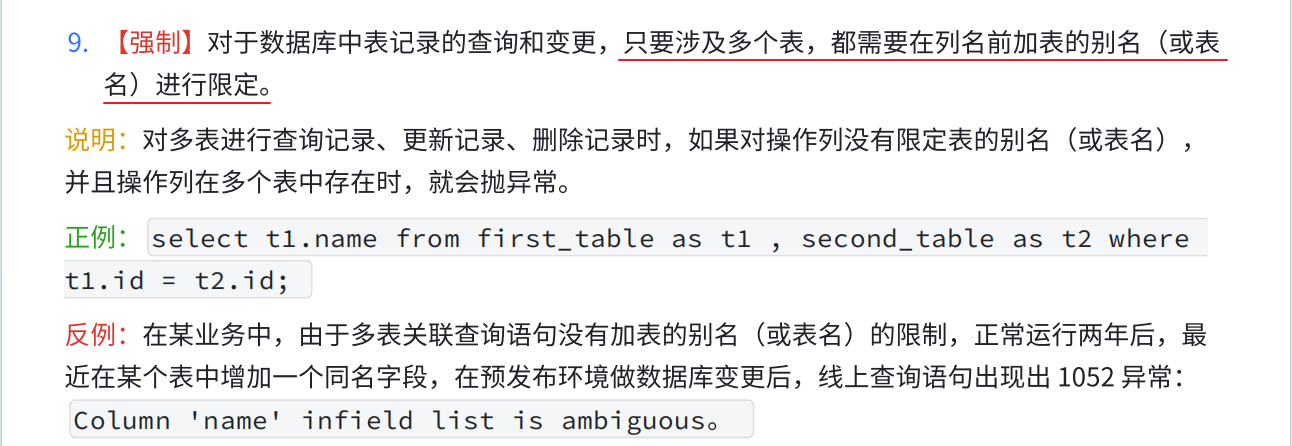 9. 【强制】对于数据库中表记录的查询和变更，只要涉及多个表，都需要在列名前加表的别名（或表
名）进行限定。
说明：对多表进行查询记录、更新记录、删除记录时，如果对操作列没有限定表的别名（或表名），
并且操作列在多个表中存在时，就会抛异常。
正例： select t1.name from first_table as t1 , second_table as t2 where
t1.id = t2.id;
反例：在某业务中，由于多表关联查询语句没有加表的别名（或表名）的限制，正常运行两年后，最
近在某个表中增加一个同名字段，在预发布环境做数据库变更后，线上查询语句出现出 1052 异常：
Column 'name' infield list is ambiguous。